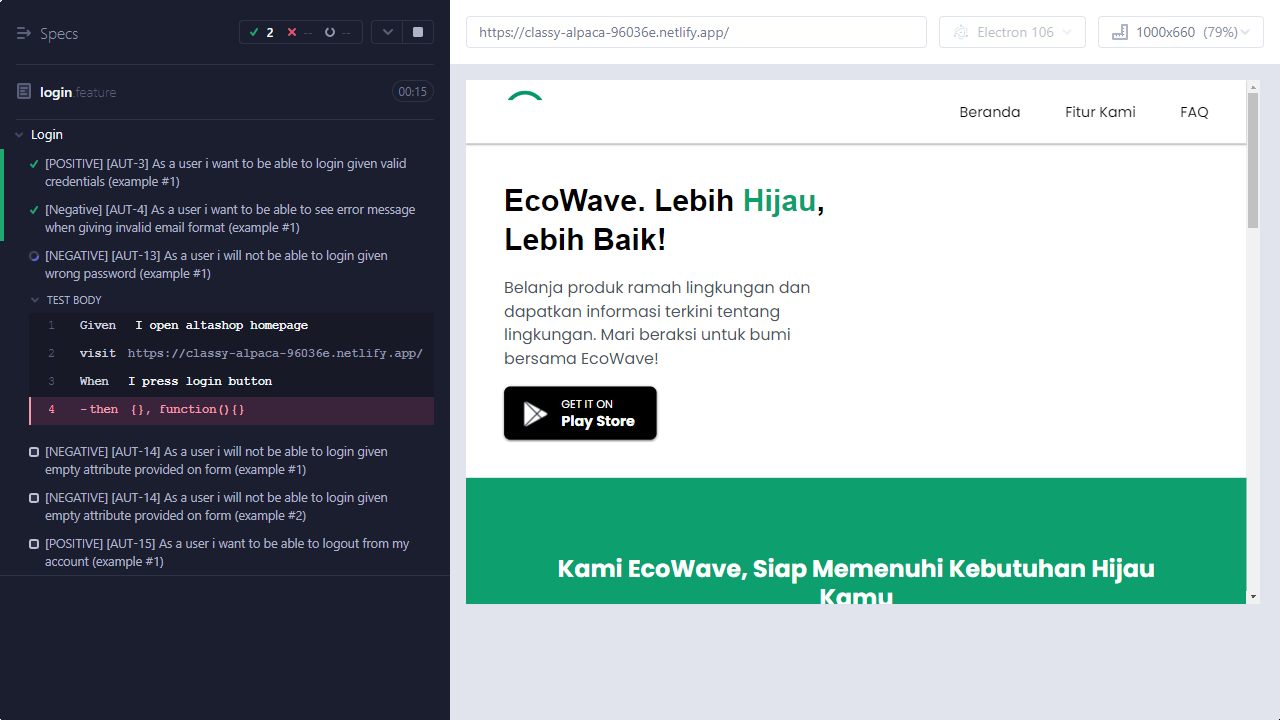 Specs
2 -- --
login.feature 00:15
Login
[POSITIVE] [AUT-3] As a user i want to be able to login given valid
credentials (example #1)
[Negative] [AUT-4] As a user i want to be able to see error message
when giving invalid email format (example #1)
[NEGATIVE] [AUT-13] As a user i will not be able to login given
wrong password (example #1)
TEST BODY
1 Given I open altashop homepage
2 visit https://classy-alpaca-96036e.netlify.app/
3 When I press login button
4 -then {}, function(){}
[NEGATIVE] [AUT-14] As a user i will not be able to login given
empty attribute provided on form (example #1)
[NEGATIVE] [AUT-14] As a user i will not be able to login given
empty attribute provided on form (example #2)
[POSITIVE] [AUT-15] As a user i want to be able to logout from my
account (example #1)
https://classy-alpaca-96036e.netlify.app/
Electron 106
1000x660 (79%)
Beranda Fitur Kami FAQ
EcoWave. Lebih Hijau,
Lebih Baik!
Belanja produk ramah lingkungan dan
dapatkan informasi terkini tentang
lingkungan. Mari beraksi untuk bumi
bersama EcoWave!
GET IT ON
Play Store
Kami EcoWave, Siap Memenuhi Kebutuhan Hijau
Kamu